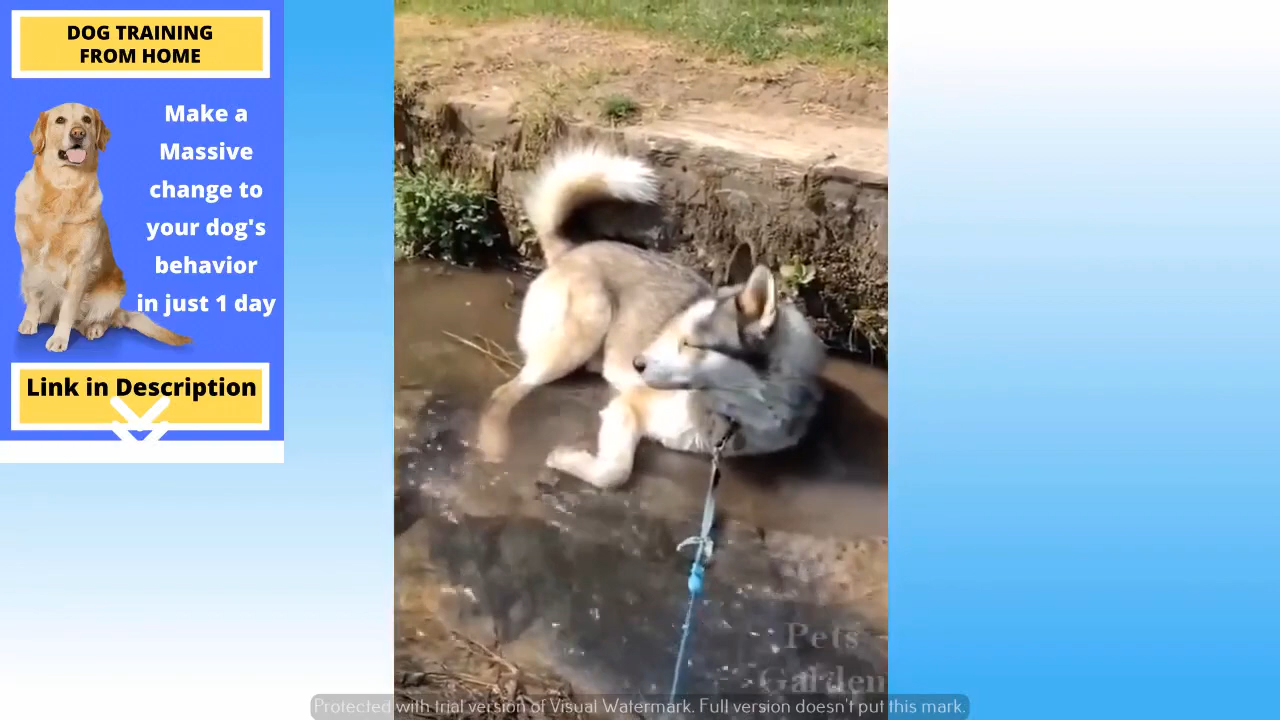 DOG TRAINING
FROM HOME
Make a
Massive
change to
your dog's
behavior
in just 1 day
Link in Description
Pets
Garden
Protected with trial version of Visual Watermark. Full version doesn't put this mark.